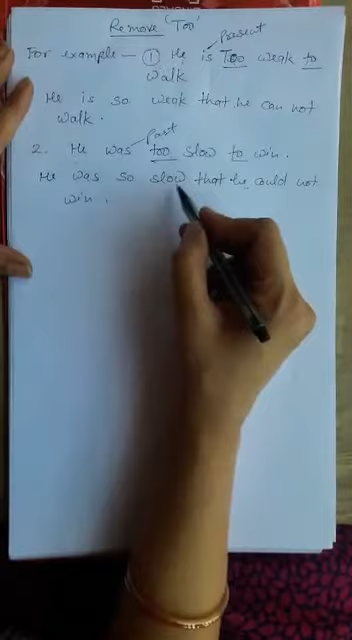 Remove 'Too'
Present
For example — ① He is Too weak to
walk
He is so weak that he can not
walk.
Past
2. He was too slow to win.
He was so slow that he could not
win.